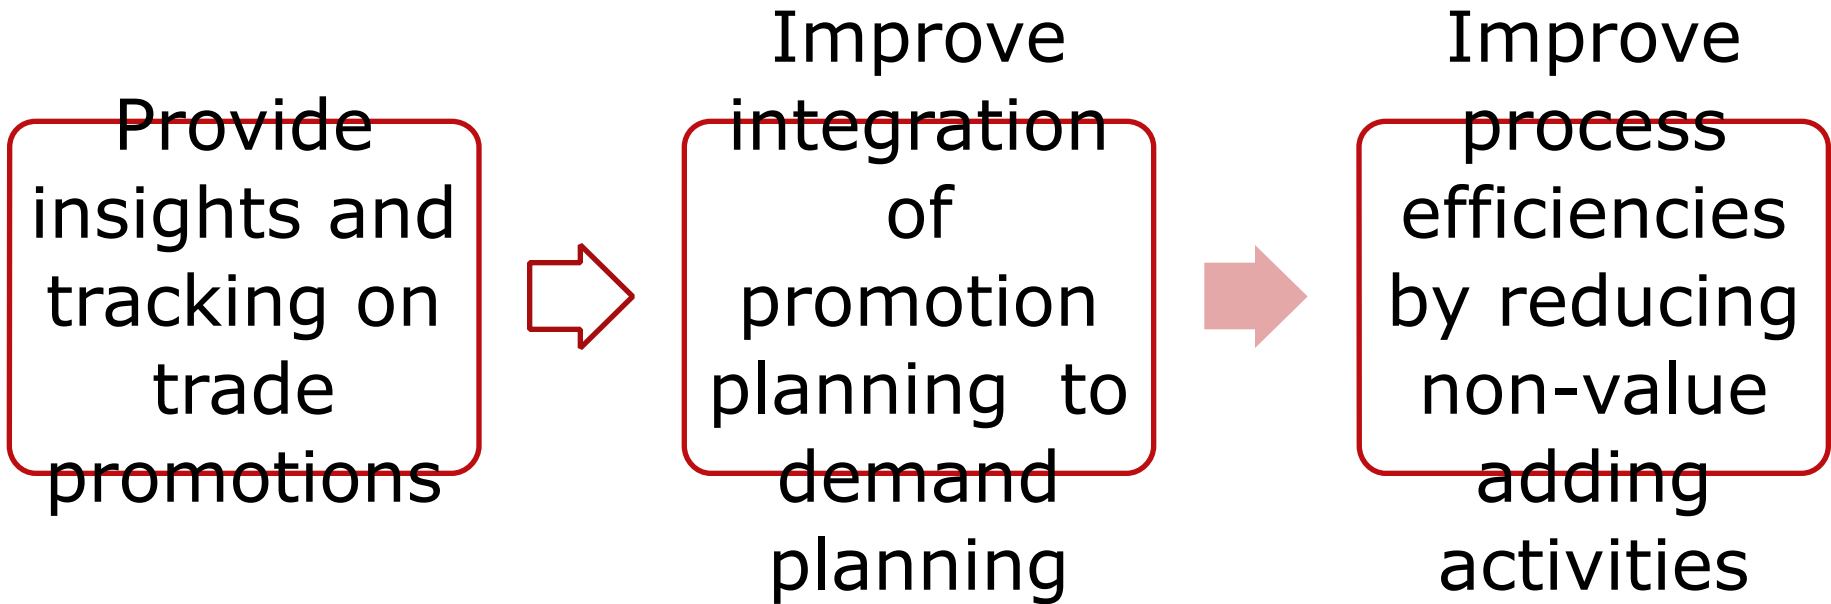 Provide
insights and
tracking on
trade
promotions
Improve
integration
of
promotion
planning  to
demand
planning
Improve
process
efficiencies
by reducing
non-value
adding
activities